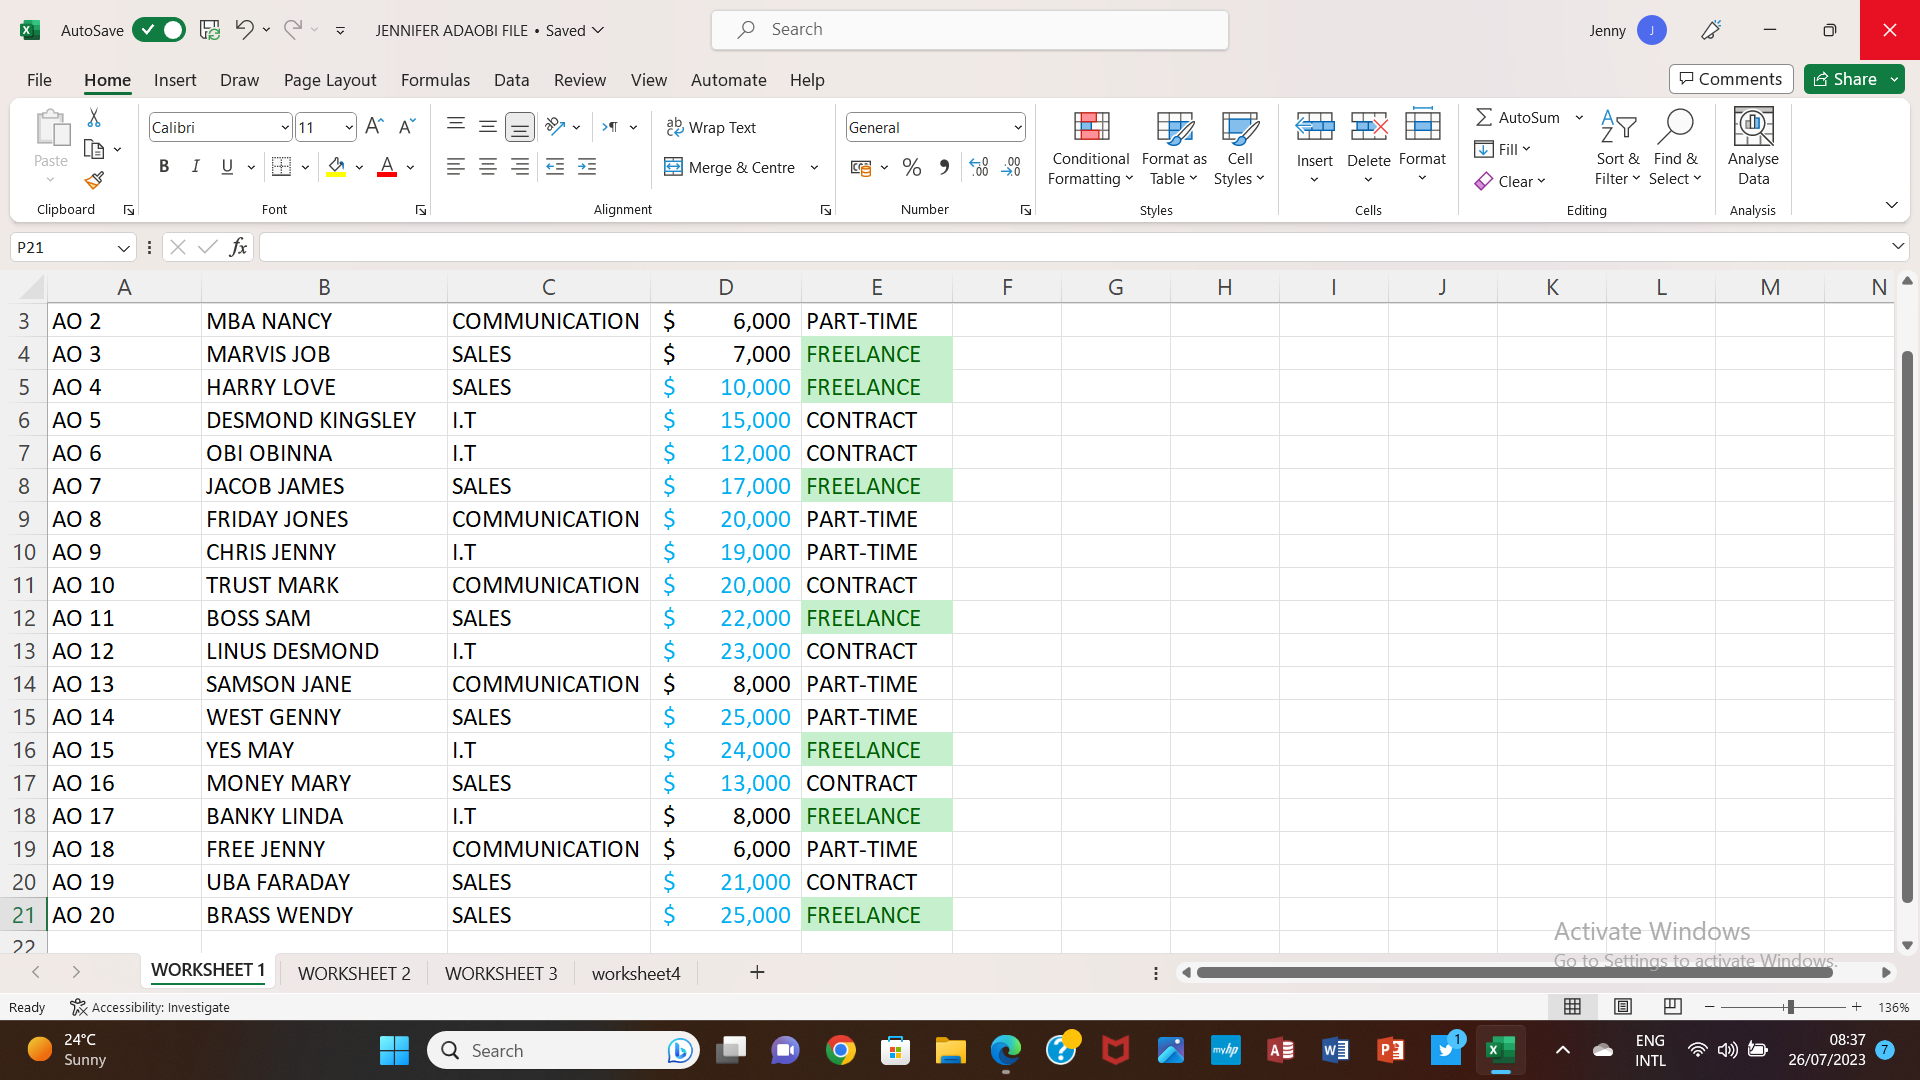 AutoSave JENNIFER ADAOBI FILE • Saved Search Jenny J
File Home Insert Draw Page Layout Formulas Data Review View Automate Help Comments Share
Paste Calibri 11 Wrap Text General Conditional Formatting Format as Table Cell Styles Insert Delete Format AutoSum Fill Clear Sort & Filter Find & Select Analyse Data
B I U A Merge & Centre % 
Clipboard Font Alignment Number Styles Cells Editing Analysis
P21 fx
A B C D E F G H I J K L M N
3 AO 2 MBA NANCY COMMUNICATION $ 6,000 PART-TIME
4 AO 3 MARVIS JOB SALES $ 7,000 FREELANCE
5 AO 4 HARRY LOVE SALES $ 10,000 FREELANCE
6 AO 5 DESMOND KINGSLEY I.T $ 15,000 CONTRACT
7 AO 6 OBI OBINNA I.T $ 12,000 CONTRACT
8 AO 7 JACOB JAMES SALES $ 17,000 FREELANCE
9 AO 8 FRIDAY JONES COMMUNICATION $ 20,000 PART-TIME
10 AO 9 CHRIS JENNY I.T $ 19,000 PART-TIME
11 AO 10 TRUST MARK COMMUNICATION $ 20,000 CONTRACT
12 AO 11 BOSS SAM SALES $ 22,000 FREELANCE
13 AO 12 LINUS DESMOND I.T $ 23,000 CONTRACT
14 AO 13 SAMSON JANE COMMUNICATION $ 8,000 PART-TIME
15 AO 14 WEST GENNY SALES $ 25,000 PART-TIME
16 AO 15 YES MAY I.T $ 24,000 FREELANCE
17 AO 16 MONEY MARY SALES $ 13,000 CONTRACT
18 AO 17 BANKY LINDA I.T $ 8,000 FREELANCE
19 AO 18 FREE JENNY COMMUNICATION $ 6,000 PART-TIME
20 AO 19 UBA FARADAY SALES $ 21,000 CONTRACT
21 AO 20 BRASS WENDY SALES $ 25,000 FREELANCE
22
Activate Windows
Go to Settings to activate Windows.
WORKSHEET 1 WORKSHEET 2 WORKSHEET 3 worksheet4
Ready Accessibility: Investigate 136%
24°C
Sunny
Search myhp 1
ENG
INTL
08:37
26/07/2023 7